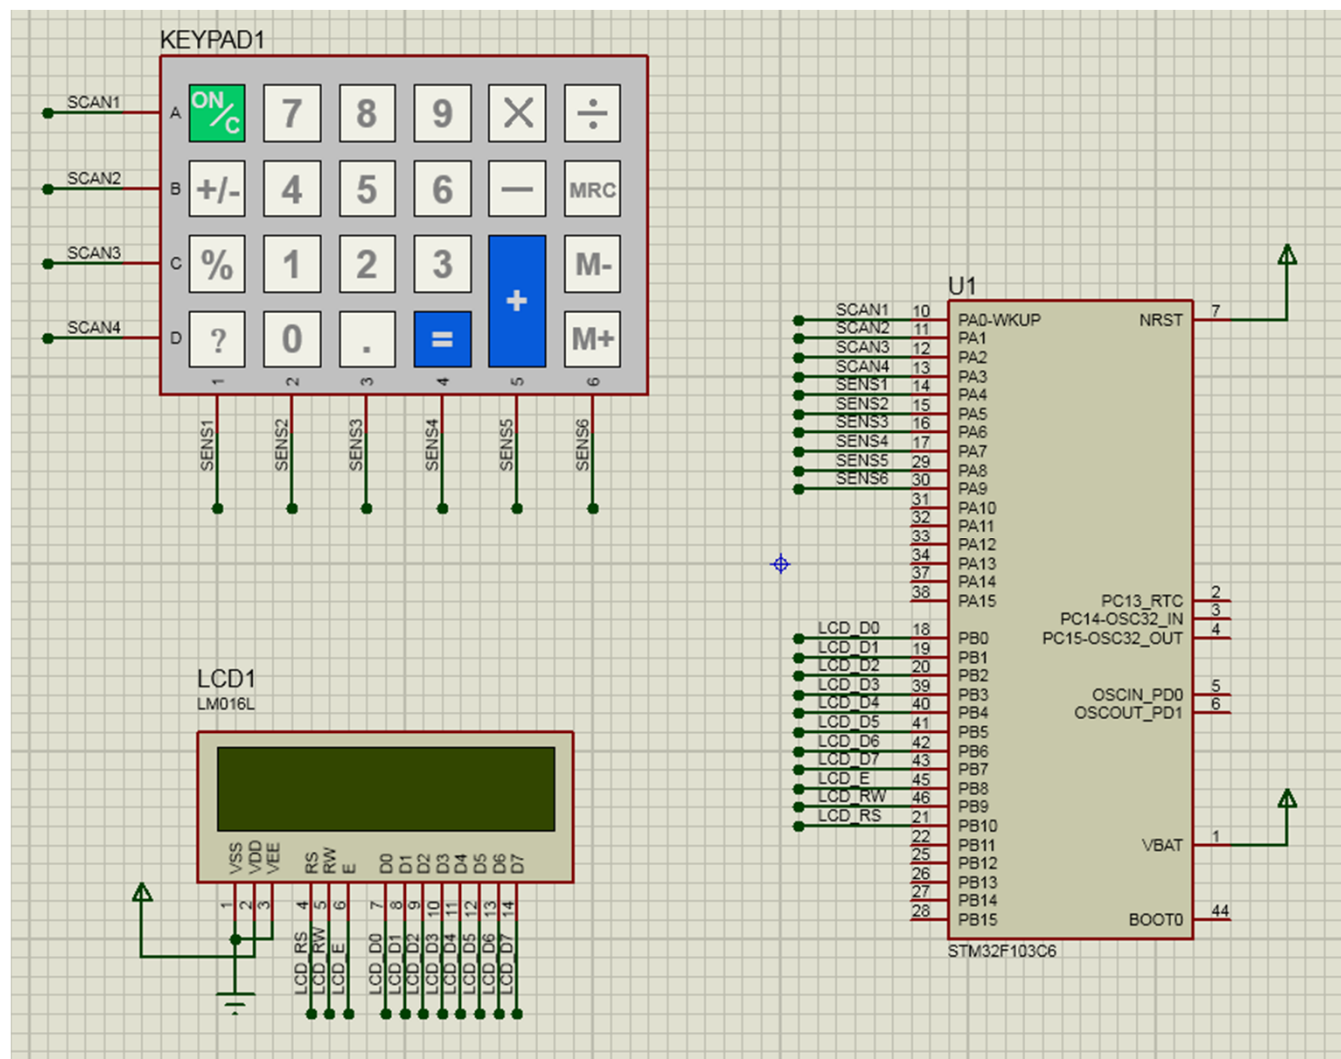 KEYPAD1
SCAN1 A ON/C 7 8 9 × ÷
SCAN2 B +/- 4 5 6 — MRC
SCAN3 C % 1 2 3 M-
+
SCAN4 D ? 0 . = M+
1 2 3 4 5 6
SENS1 SENS2 SENS3 SENS4 SENS5 SENS6
U1
SCAN1 10 PA0-WKUP NRST 7
SCAN2 11 PA1
SCAN3 12 PA2
SCAN4 13 PA3
SENS1 14 PA4
SENS2 15 PA5
SENS3 16 PA6
SENS4 17 PA7
SENS5 29 PA8
SENS6 30 PA9
31 PA10
32 PA11
33 PA12
34 PA13
37 PA14
38 PA15 PC13_RTC 2
PC14-OSC32_IN 3
LCD_D0 18 PB0 PC15-OSC32_OUT 4
LCD_D1 19 PB1
LCD_D2 20 PB2
LCD_D3 39 PB3 OSCIN_PD0 5
LCD_D4 40 PB4 OSCOUT_PD1 6
LCD_D5 41 PB5
LCD_D6 42 PB6
LCD_D7 43 PB7
LCD_E 45 PB8
LCD_RW 46 PB9
LCD_RS 21 PB10
22 PB11 VBAT 1
25 PB12
26 PB13
27 PB14
28 PB15 BOOT0 44
STM32F103C6
LCD1
LM016L
VSS VDD VEE RS RW E D0 D1 D2 D3 D4 D5 D6 D7
1 2 3 4 5 6 7 8 9 10 11 12 13 14
LCD_RS LCD_RW LCD_E LCD_D0 LCD_D1 LCD_D2 LCD_D3 LCD_D4 LCD_D5 LCD_D6 LCD_D7